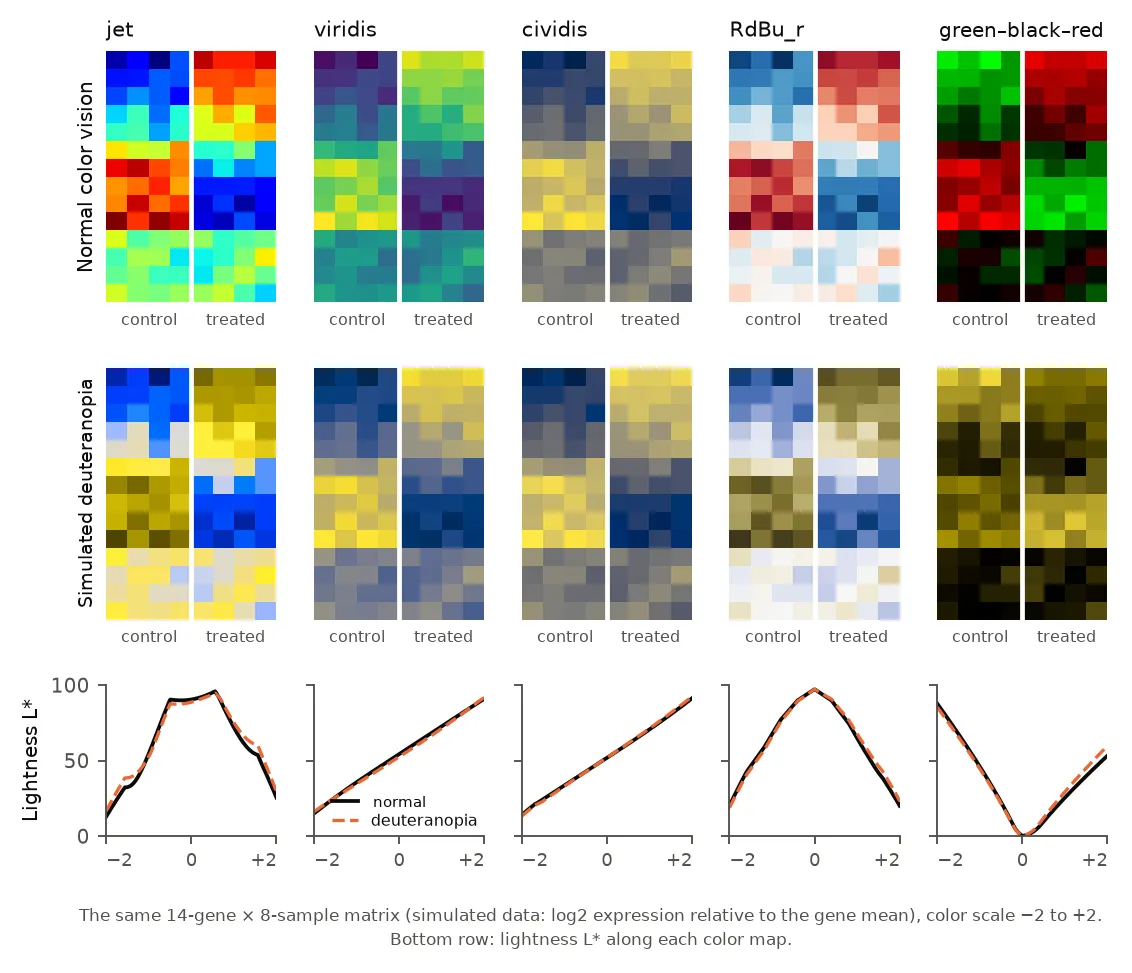 jet
viridis
cividis
RdBu_r
green–black–red
Normal color vision
control treated
control treated
control treated
control treated
control treated
Simulated deuteranopia
control treated
control treated
control treated
control treated
control treated
Lightness L*
100
50
0
normal
deuteranopia
−2 0 +2
−2 0 +2
−2 0 +2
−2 0 +2
−2 0 +2
The same 14-gene × 8-sample matrix (simulated data: log2 expression relative to the gene mean), color scale −2 to +2.
Bottom row: lightness L* along each color map.